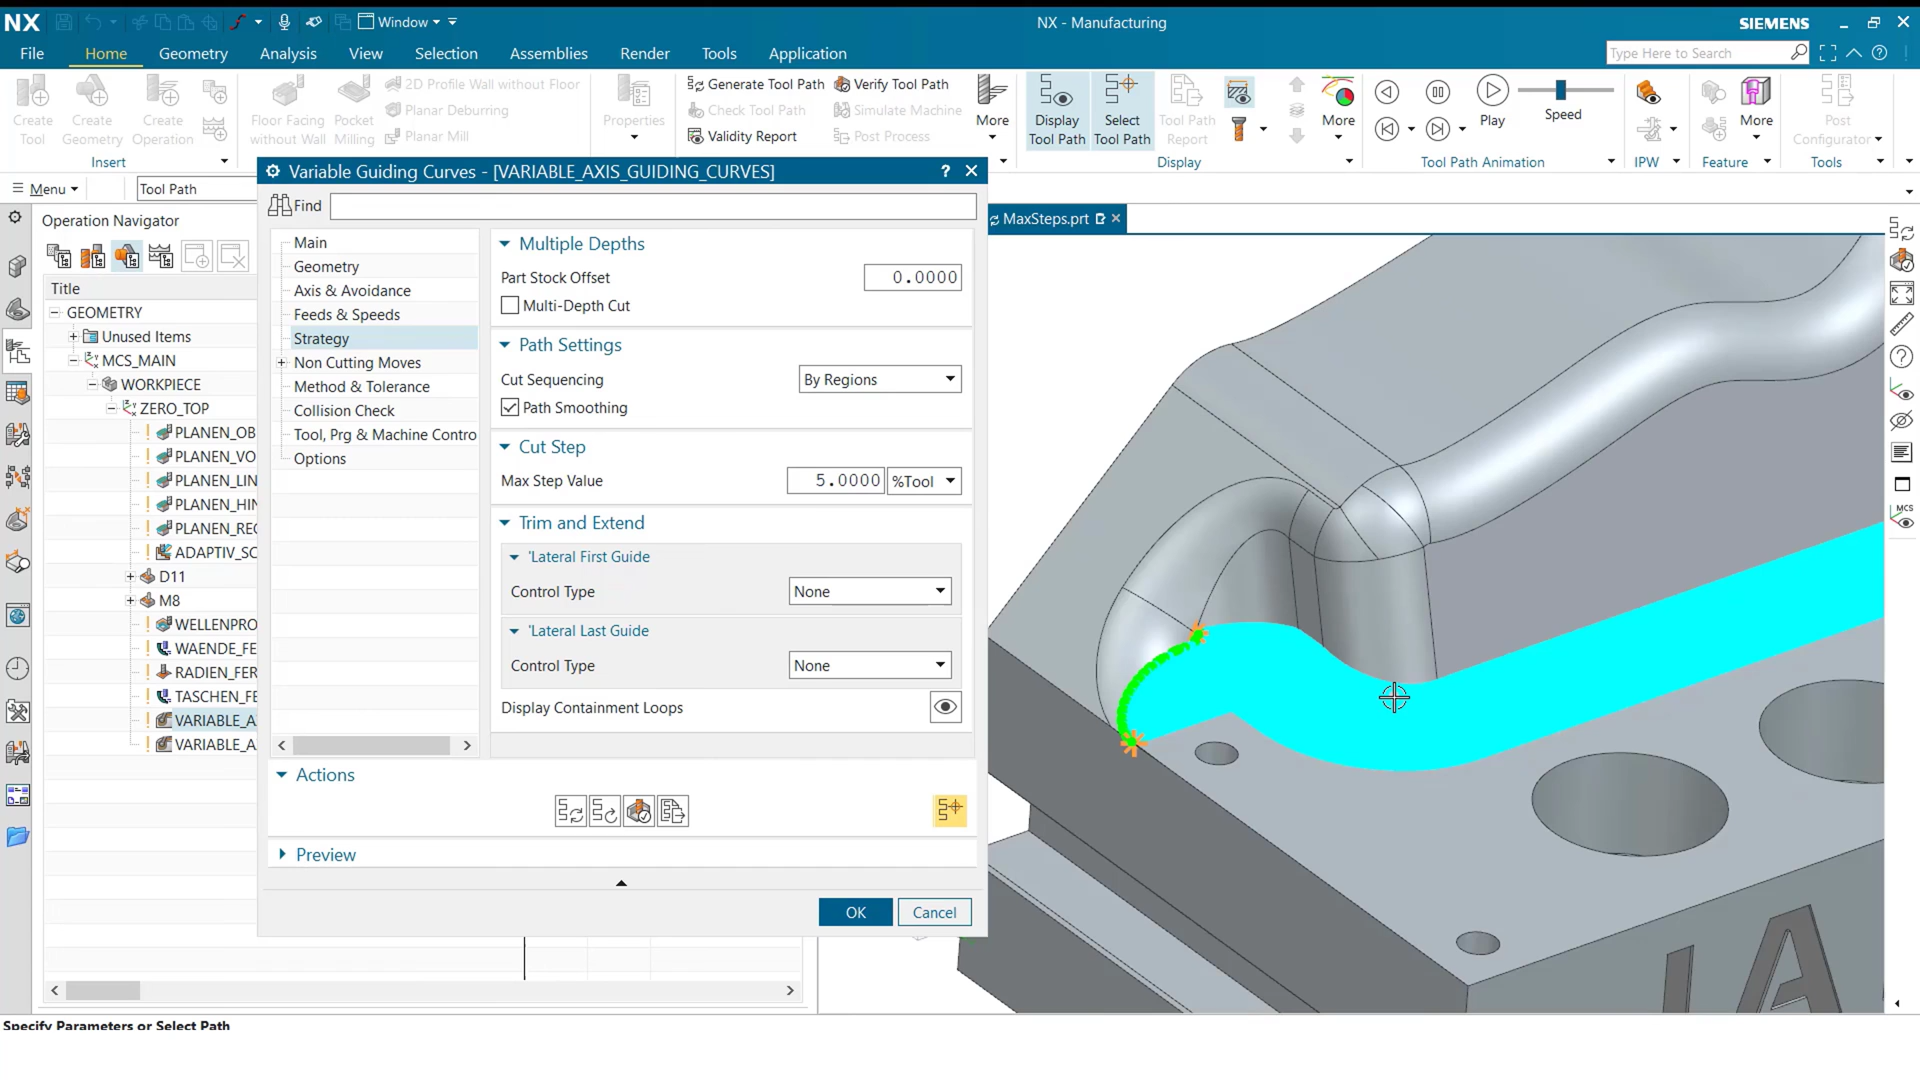 NX Window NX - Manufacturing SIEMENS
File Home Geometry Analysis View Selection Assemblies Render Tools Application Type Here to Search
Create Tool
Create Geometry
Create Operation
Insert
Floor Facing without Wall
Pocket Milling
2D Profile Wall without Floor
Planar Deburring
Planar Mill
Properties
Generate Tool Path
Check Tool Path
Validity Report
Verify Tool Path
Simulate Machine
Post Process
More
Display Tool Path
Select Tool Path
Tool Path Report
More
Display
Play
Speed
Tool Path Animation
IPW
More
Feature
Post Configurator
Tools
Menu Tool Path
Variable Guiding Curves - [VARIABLE_AXIS_GUIDING_CURVES] ?
Find
MaxSteps.prt
Operation Navigator
Title
GEOMETRY
Unused Items
MCS_MAIN
WORKPIECE
ZERO_TOP
PLANEN_OB
PLANEN_VO
PLANEN_LIN
PLANEN_HIN
PLANEN_REC
ADAPTIV_SC
D11
M8
WELLENPRO
WAENDE_FE
RADIEN_FER
TASCHEN_FE
VARIABLE_A
VARIABLE_A
Main
Geometry
Axis & Avoidance
Feeds & Speeds
Strategy
Non Cutting Moves
Method & Tolerance
Collision Check
Tool, Prg & Machine Contro
Options
Multiple Depths
Part Stock Offset 0.0000
Multi-Depth Cut
Path Settings
Cut Sequencing By Regions
Path Smoothing
Cut Step
Max Step Value 5.0000 %Tool
Trim and Extend
'Lateral First Guide
Control Type None
'Lateral Last Guide
Control Type None
Display Containment Loops
Actions
Preview
OK Cancel
MCS
IA
Specify Parameters or Select Path